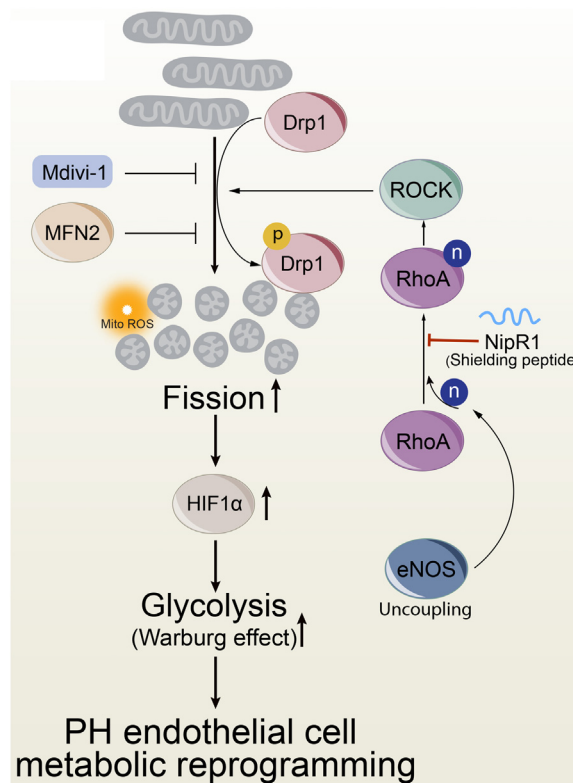 Drp1
Mdivi-1
ROCK
MFN2
p
Drp1
n
RhoA
Mito ROS
NipR1
(Shielding peptide
Fission
n
RhoA
HIF1α
eNOS
Uncoupling
Glycolysis
(Warburg effect)
PH endothelial cell
metabolic reprogramming